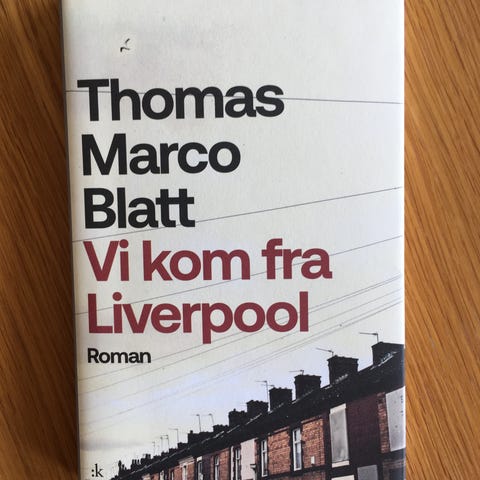 Thomas
Marco
Blatt
Vi kom fra
Liverpool
Roman
:k